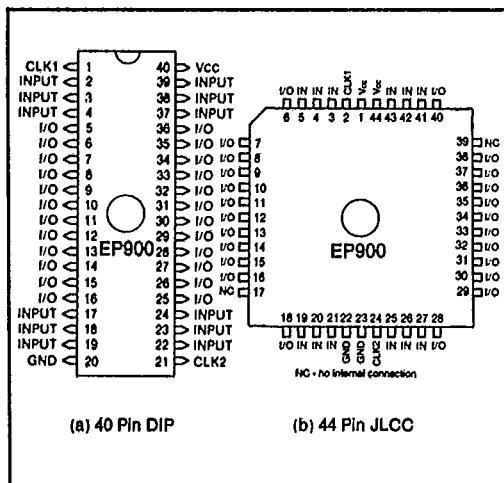 CLK1 1 40 Vcc
INPUT 2 39 INPUT
INPUT 3 38 INPUT
INPUT 4 37 INPUT
I/O 5 36 I/O
I/O 6 35 I/O
I/O 7 34 I/O
I/O 8 33 I/O
I/O 9 32 I/O
I/O 10 31 I/O
I/O 11 30 I/O
I/O 12 29 I/O
I/O 13 28 I/O
I/O 14 27 I/O
I/O 15 26 I/O
I/O 16 25 I/O
INPUT 17 24 INPUT
INPUT 18 23 INPUT
INPUT 19 22 INPUT
GND 20 21 CLK2
EP900
(a) 40 Pin DIP
I/O IN IN IN CLK1 Vcc Vcc IN IN IN I/O
6 5 4 3 2 1 44 43 42 41 40
I/O 7 39 NC
I/O 8 38 I/O
I/O 9 37 I/O
I/O 10 36 I/O
I/O 11 35 I/O
I/O 12 34 I/O
I/O 13 33 I/O
I/O 14 32 I/O
I/O 15 31 I/O
I/O 16 30 I/O
NC 17 29 I/O
EP900
18 19 20 21 22 23 24 25 26 27 28
I/O IN IN IN GND GND CLK2 IN IN IN I/O
NC - no internal connection
(b) 44 Pin JLCC